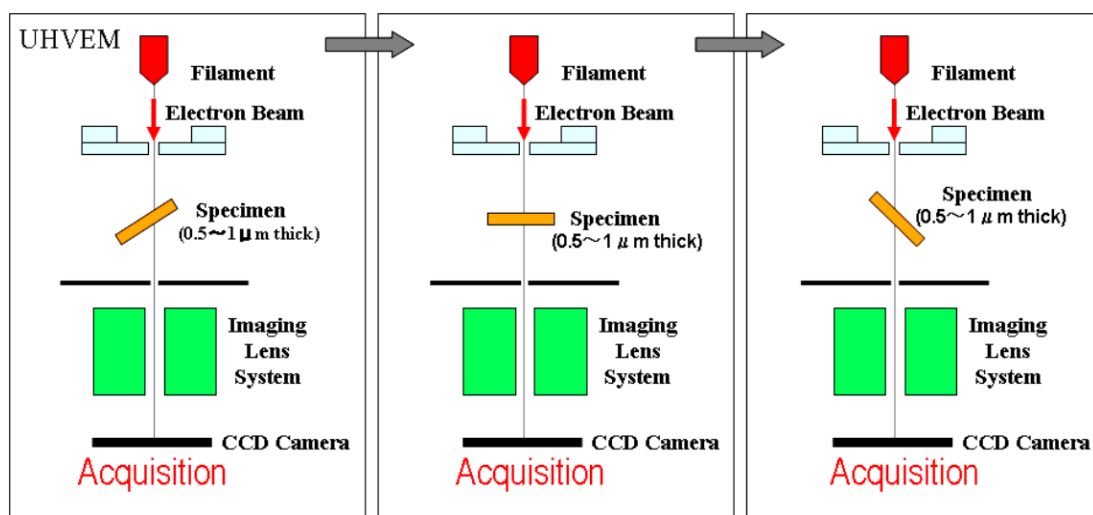 UHVEM
Filament
Electron Beam
Specimen
(0.5～1μm thick)
Imaging
Lens
System
CCD Camera
Acquisition
Filament
Electron Beam
Specimen
(0.5～1 μ m thick)
Imaging
Lens
System
CCD Camera
Acquisition
Filament
Electron Beam
Specimen
(0.5～1 μ m thick)
Imaging
Lens
System
CCD Camera
Acquisition